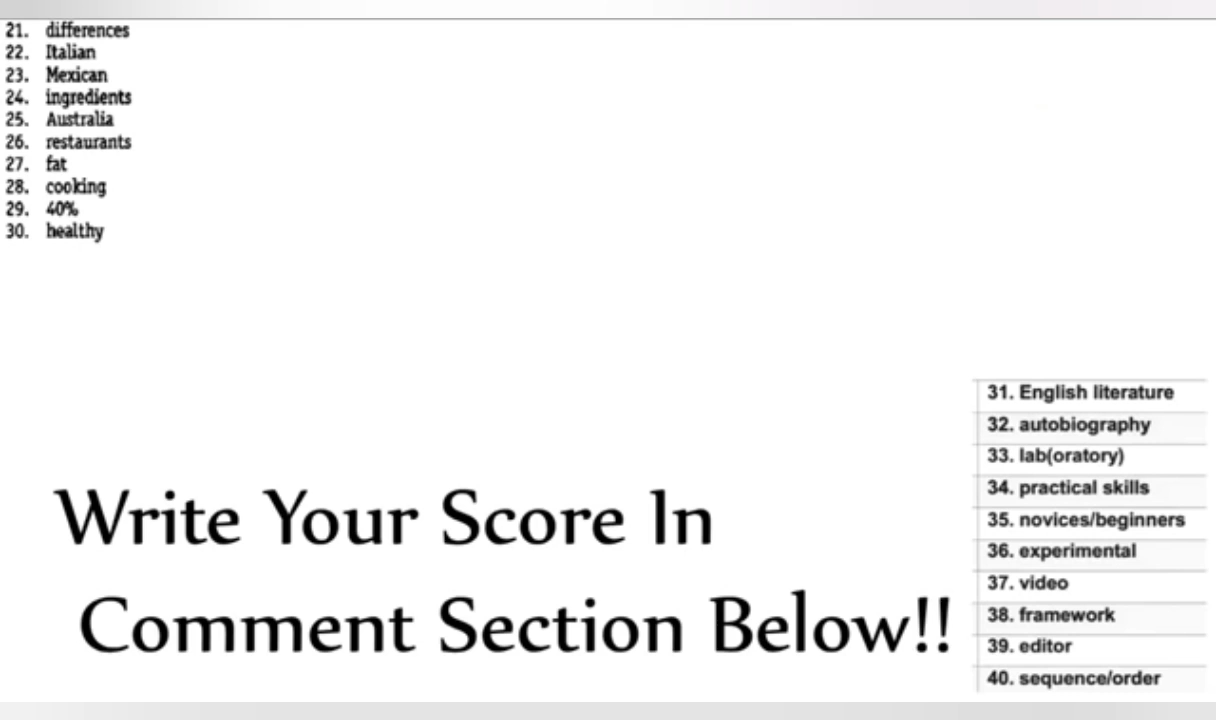 21. differences
22. Italian
23. Mexican
24. ingredients
25. Australia
26. restaurants
27. fat
28. cooking
29. 40%
30. healthy
Write Your Score In
Comment Section Below!!
31. English literature
32. autobiography
33. lab(oratory)
34. practical skills
35. novices/beginners
36. experimental
37. video
38. framework
39. editor
40. sequence/order